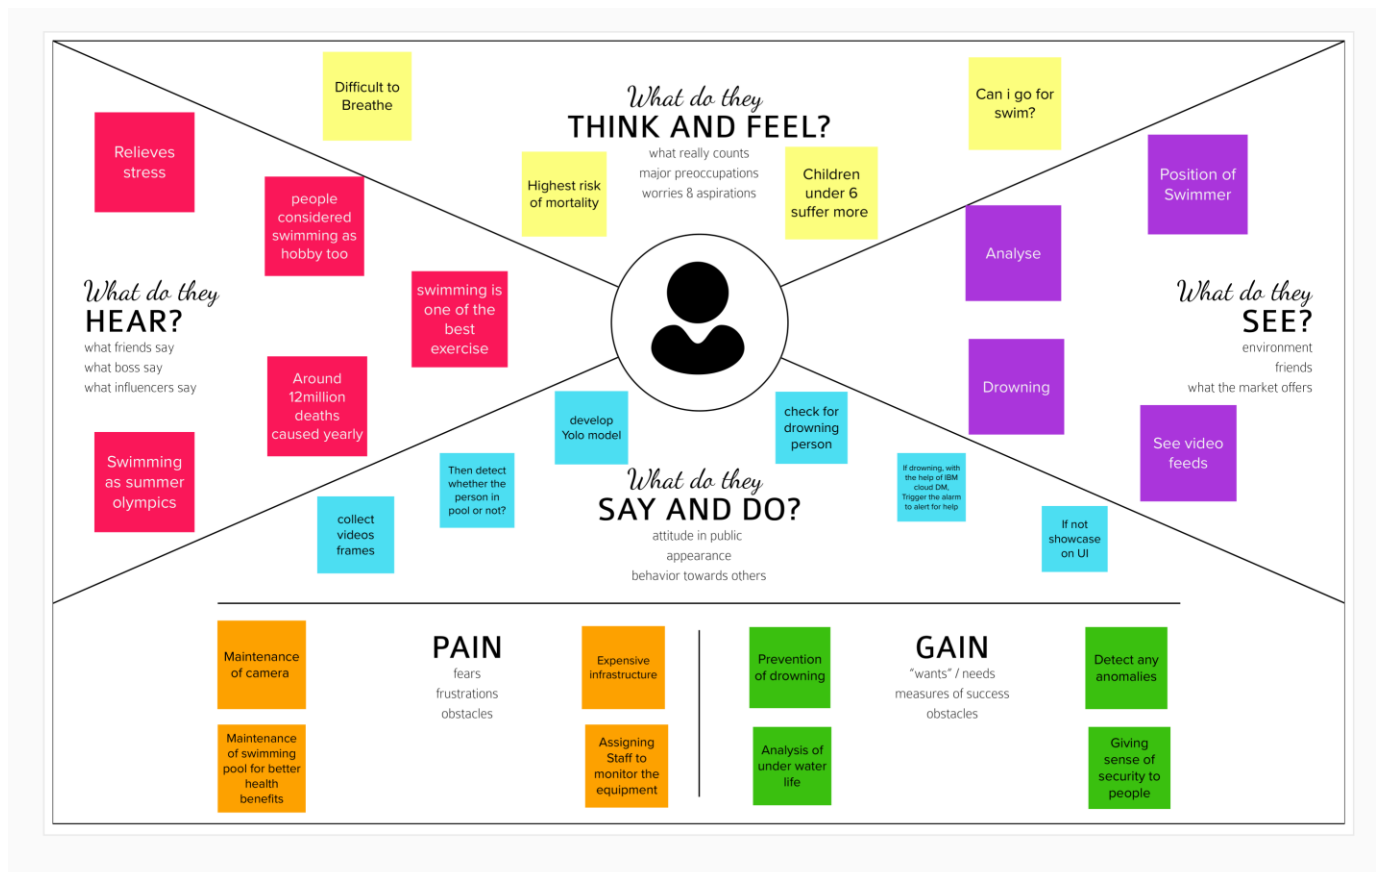 Difficult to
Breathe
What do they
THINK AND FEEL?
what really counts
major preoccupations
worries & aspirations
Highest risk
of mortality
Children
under 6
suffer more
Can i go for
swim?
Relieves
stress
people
considered
swimming as
hobby too
swimming is
one of the
best
exercise
What do they
HEAR?
what friends say
what boss say
what influencers say
Around
12million
deaths
caused yearly
Swimming
as summer
olympics
Position of
Swimmer
Analyse
What do they
SEE?
environment
friends
what the market offers
Drowning
See video
feeds
develop
Yolo model
check for
drowning
person
Then detect
whether the
person in
pool or not?
collect
videos
frames
What do they
SAY AND DO?
attitude in public
appearance
behavior towards others
If drowning, with
the help of IBM
cloud DM,
Trigger the alarm
to alert for help
If not
showcase
on UI
Maintenance
of camera
PAIN
fears
frustrations
obstacles
Expensive
infrastructure
Maintenance
of swimming
pool for better
health
benefits
Assigning
Staff to
monitor the
equipment
Prevention
of drowning
GAIN
"wants" / needs
measures of success
obstacles
Detect any
anomalies
Analysis of
under water
life
Giving
sense of
security to
people